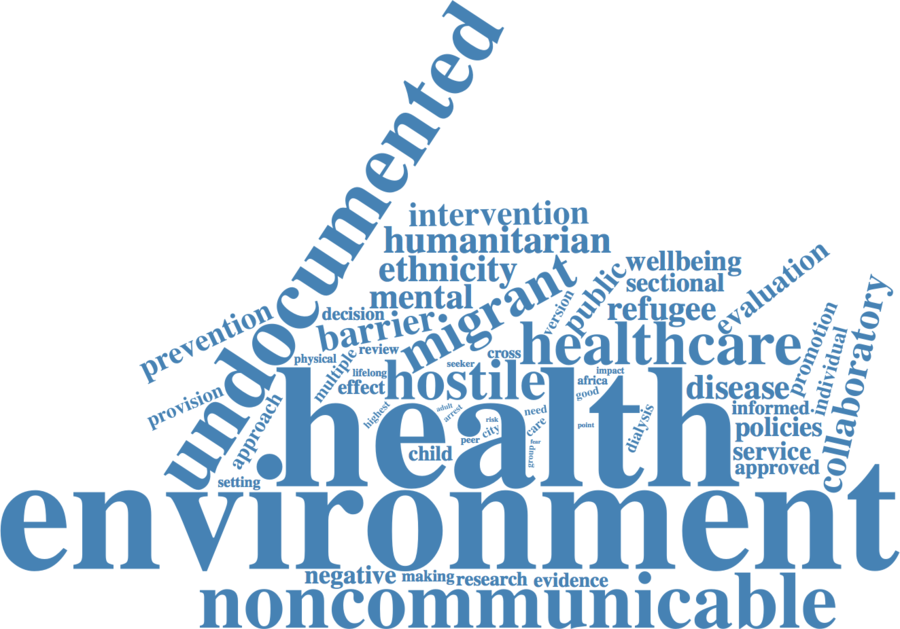 undocumented
intervention
humanitarian
ethnicity
mental
migrant
version
public
wellbeing
sectional
refugee
evaluation
prevention
decision
barrier
healthcare
physical
multiple
review
lifelong
effect
seeker
cross
hostile
impact
africa
good
disease
promotion
individual
collaboratory
provision
approach
setting
highest
adult
arrest
risk
peer
city
need
care
group
point
dialysis
child
health
informed
policies
service
approved
environment
negative
making
research
evidence
noncommunicable